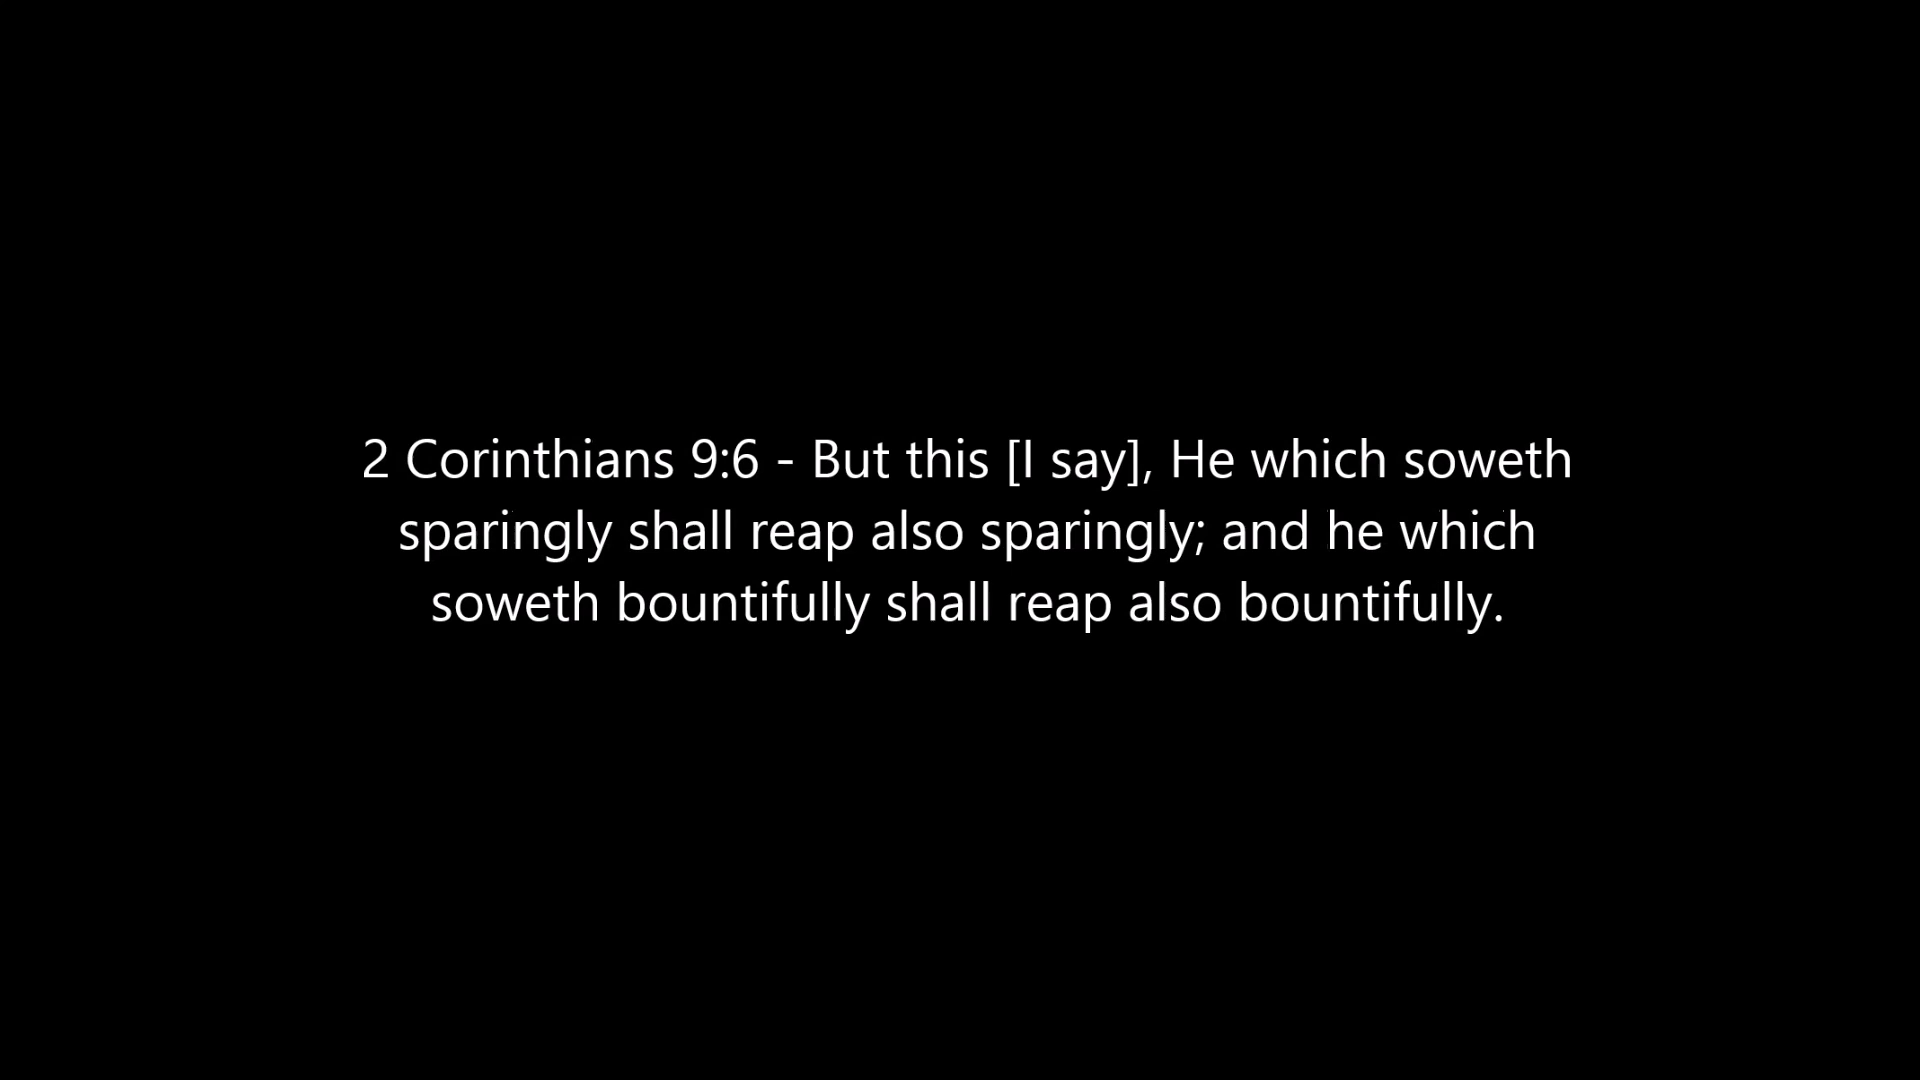 2 Corinthians 9:6 - But this [I say], He which soweth
sparingly shall reap also sparingly; and he which
soweth bountifully shall reap also bountifully.